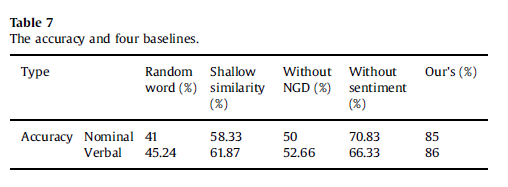 Table 7
The accuracy and four baselines.
Type Random Shallow Without Without Our's (%)
word (%) similarity NGD (%) sentiment
(%) (%)
Accuracy Nominal 41 58.33 50 70.83 85
Verbal 45.24 61.87 52.66 66.33 86